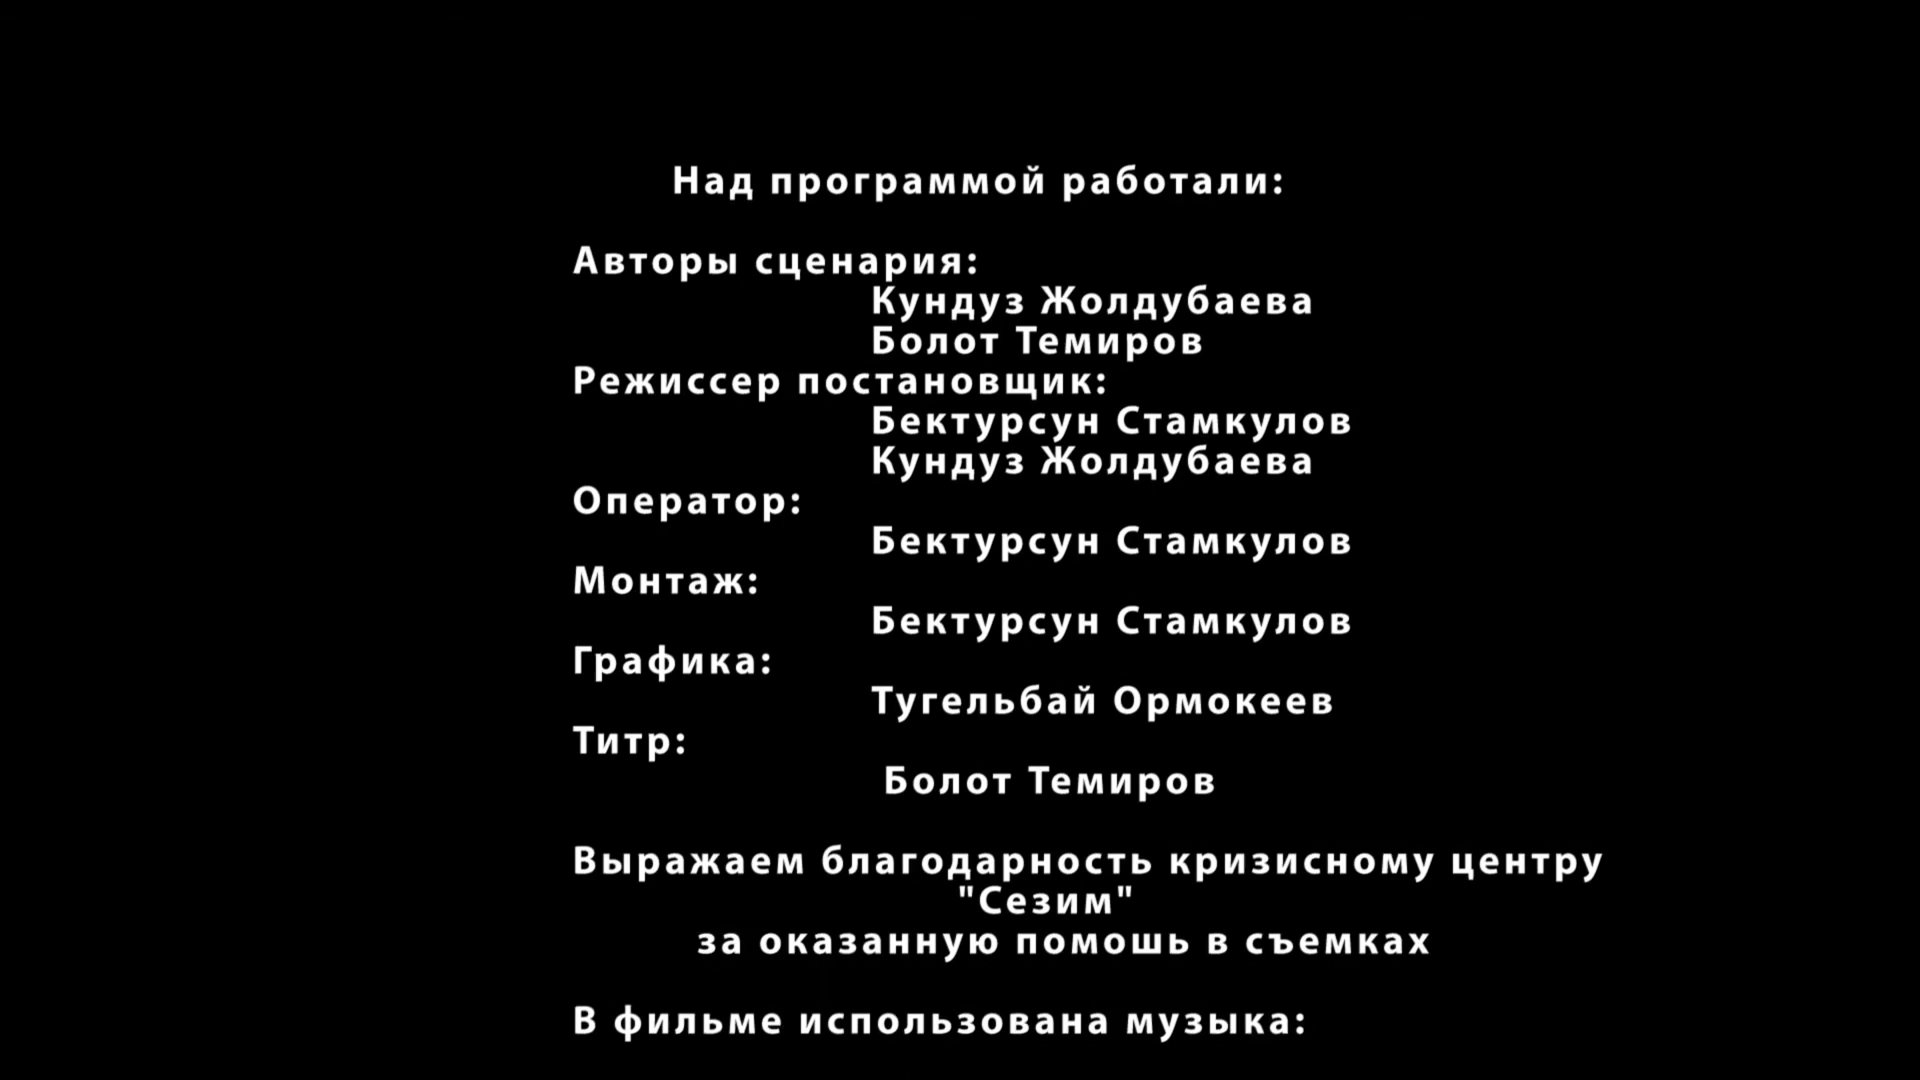 Над программой работали:
Авторы сценария:
Кундуз Жолдубаева
Болот Темиров
Режиссер постановщик:
Бектурсун Стамкулов
Кундуз Жолдубаева
Оператор:
Бектурсун Стамкулов
Монтаж:
Бектурсун Стамкулов
Графика:
Тугельбай Ормокеев
Титр:
Болот Темиров
Выражаем благодарность кризисному центру
"Сезим"
за оказанную помошь в съемках
В фильме использована музыка: